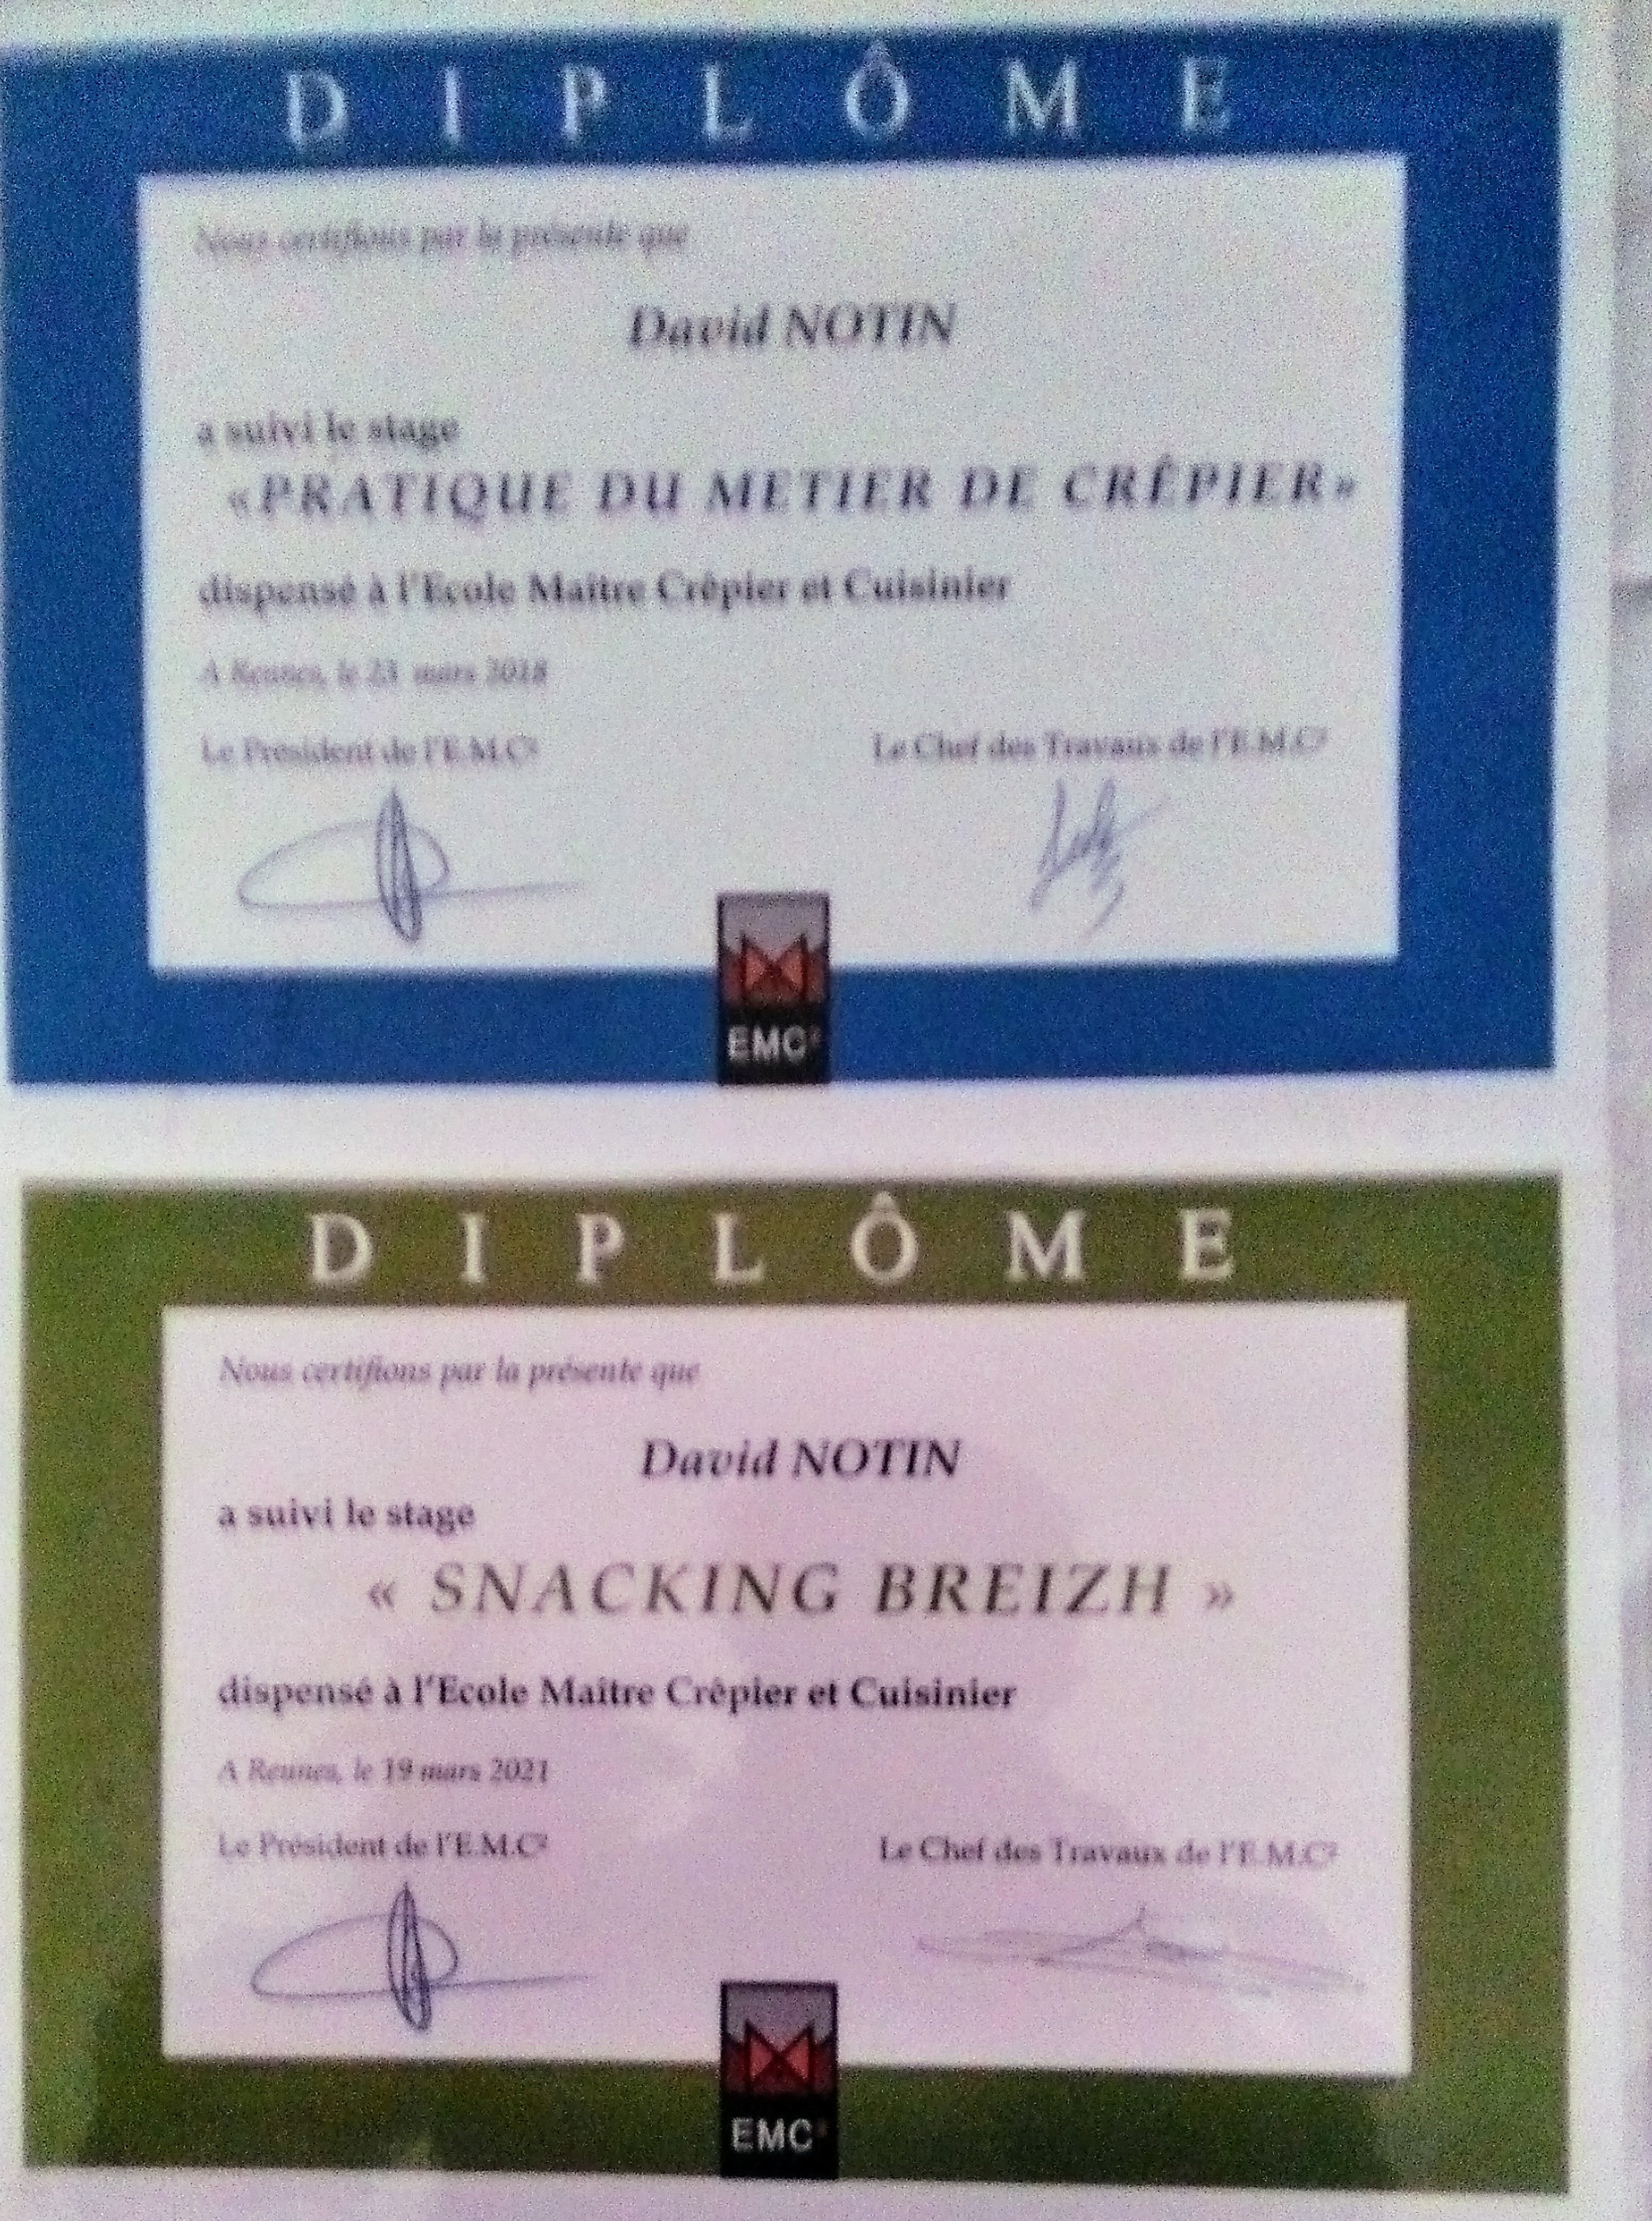 DIPLÔME
Nous certifions par la présente que
David NOTIN
a suivi le stage
«PRATIQUE DU METIER DE CRÊPIER»
dispensé à l'Ecole Maître Crêpier et Cuisinier
A Rennes, le 23 mars 2018
Le Président de l'E.M.C²
Le Chef des Travaux de l'E.M.C²
EMC²
DIPLÔME
Nous certifions par la présente que
David NOTIN
a suivi le stage
« SNACKING BREIZH »
dispensé à l'Ecole Maître Crêpier et Cuisinier
A Rennes, le 19 mars 2021
Le Président de l'E.M.C²
Le Chef des Travaux de l'E.M.C²
EMC²